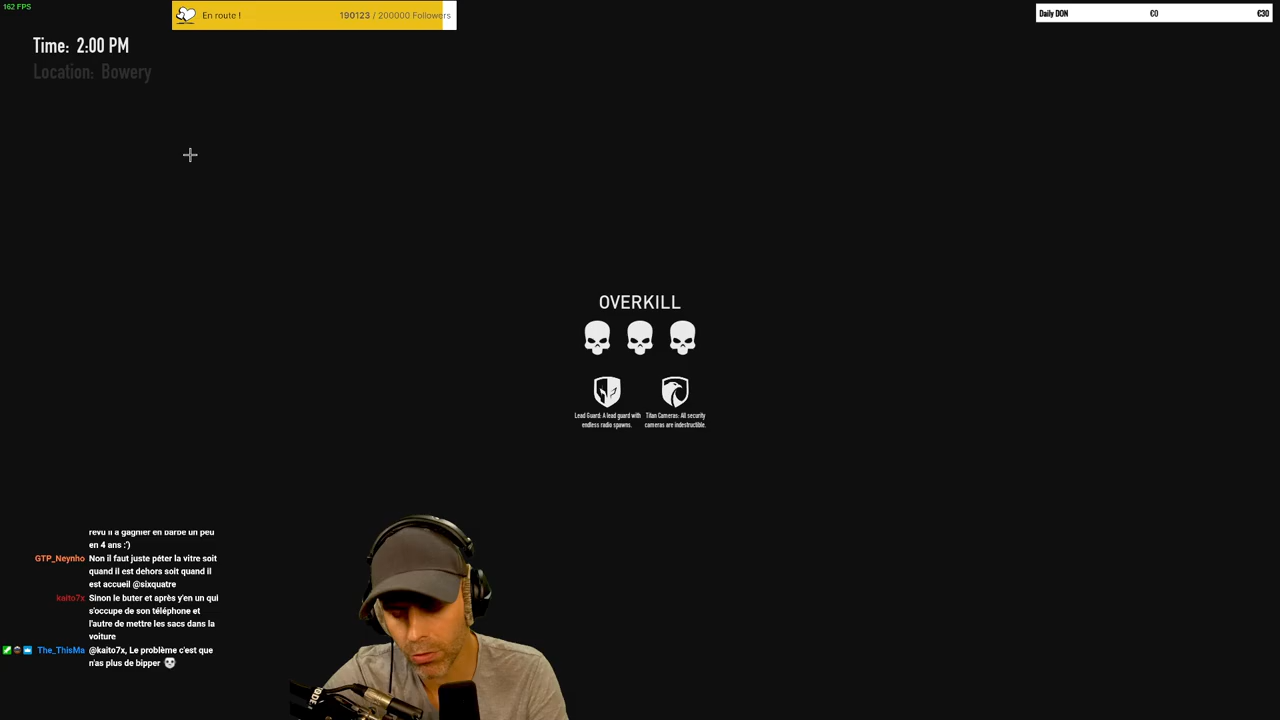 162 FPS
En route !
190123 / 200000 Followers
Daily DON
€0
€30
Time: 2:00 PM
Location: Bowery
OVERKILL
Lead Guard: A lead guard with
endless radio spawns.
Titan Cameras: All security
cameras are indestructible.
revu il a gagner en barbe un peu
en 4 ans :')
GTP_Neynho Non il faut juste péter la vitre soit
quand il est dehors soit quand il
est accueil @sixquatre
kaito7x Sinon le buter et après y'en un qui
s'occupe de son téléphone et
l'autre de mettre les sacs dans la
voiture
The_ThisMa @kaito7x, Le problème c'est que
n'as plus de bipper